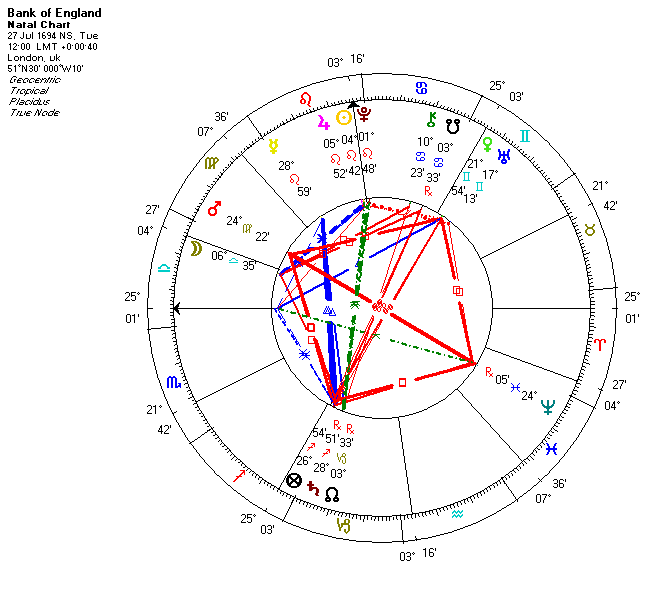 Bank of England
Natal Chart
27 Jul 1694 NS, Tue
12:00 LMT +0:00:40
London, uk
51°N30' 000°W10'
Geocentric
Tropical
Placidus
True Node
03° 16'
25° 03'
21° 42'
25° 01'
27° 04'
07° 36'
03° 16'
25° 03'
21° 42'
25° 01'
27° 04'
07° 36'
01° 48'
04° 42'
05° 52'
28° 59'
24° 22'
06° 35'
10° 23'
03° 33' ℞
21° 54'
17° 13'
℞ 05' 24°
26° 54'
28° 51' ℞
03° 33' ℞